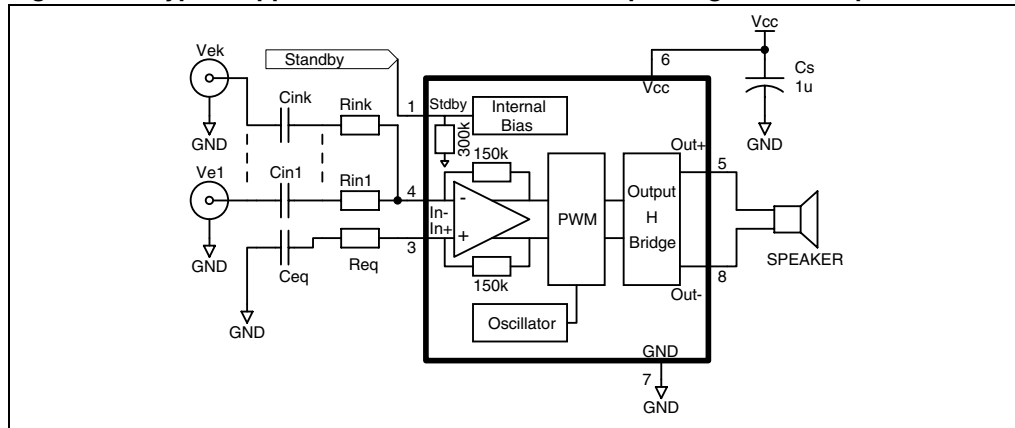 Vcc
Vek
Standby
6
Cs
1u
Vcc
Cink
Rink
1
Stdby
Internal
Bias
GND
GND
300k
Out+
150k
5
Ve1
Cin1
Rin1
4
-
In-
In+
+
PWM
Output
H
Bridge
3
GND
Ceq
Req
150k
SPEAKER
8
Out-
Oscillator
GND
GND
7
GND